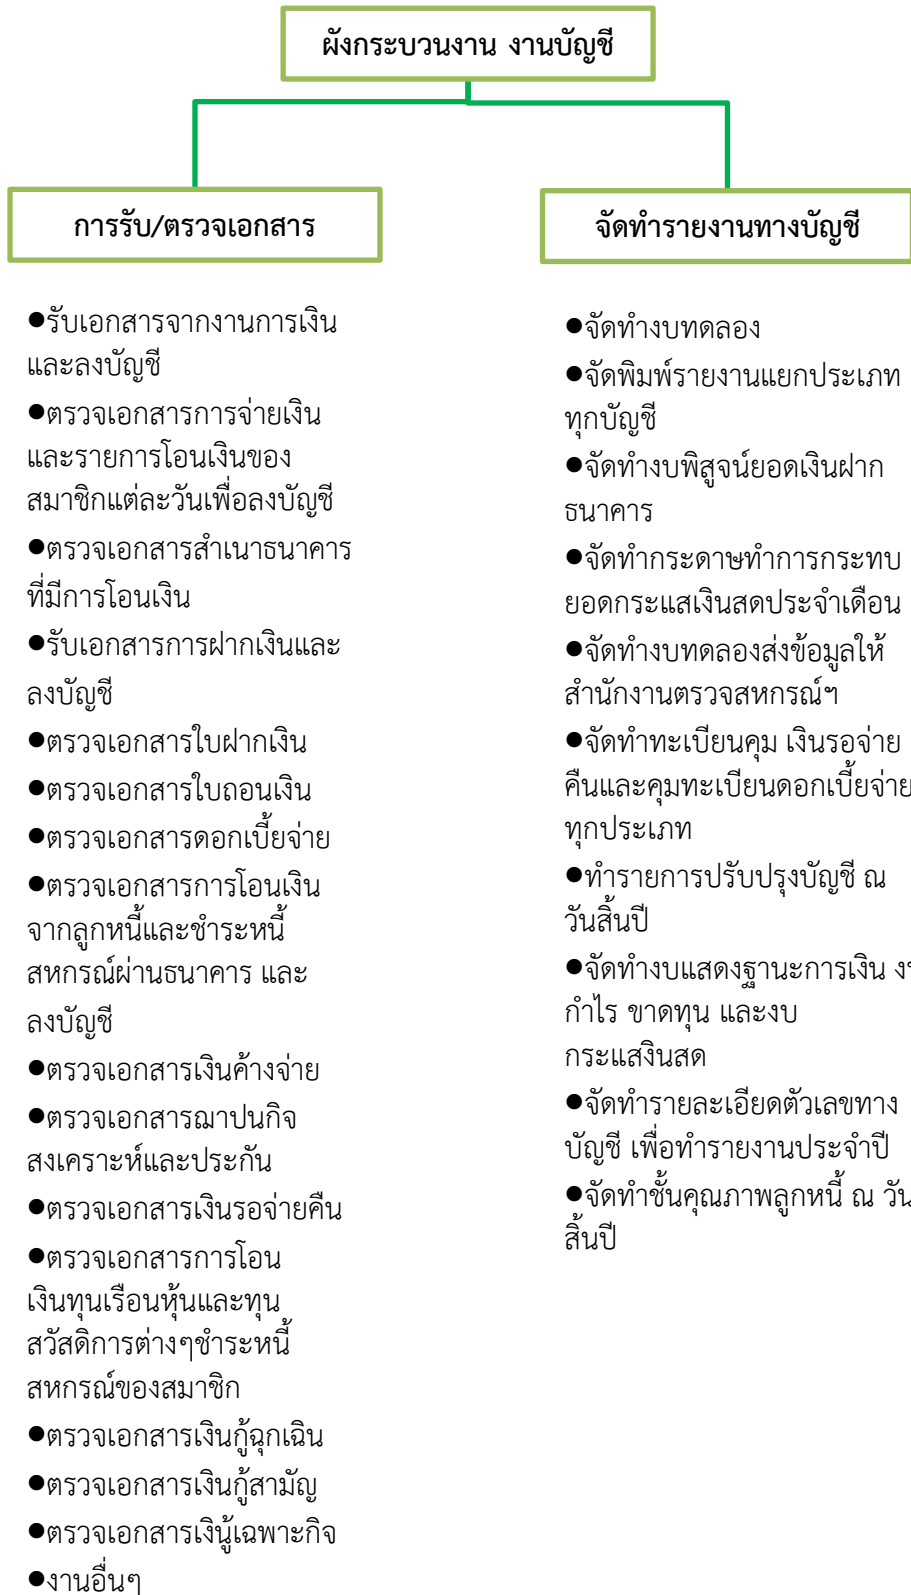 ผังกระบวนงาน งานบัญชี
การรับ/ตรวจเอกสาร
●รับเอกสารจากงานการเงิน
และลงบัญชี
●ตรวจเอกสารการจ่ายเงิน
และรายการโอนเงินของ
สมาชิกแต่ละวันเพื่อลงบัญชี
●ตรวจเอกสารสำเนาธนาคาร
ที่มีการโอนเงิน
●รับเอกสารการฝากเงินและ
ลงบัญชี
●ตรวจเอกสารใบฝากเงิน
●ตรวจเอกสารใบถอนเงิน
●ตรวจเอกสารดอกเบี้ยจ่าย
●ตรวจเอกสารการโอนเงิน
จากลูกหนี้และชำระหนี้
สหกรณ์ผ่านธนาคาร และ
ลงบัญชี
●ตรวจเอกสารเงินค้างจ่าย
●ตรวจเอกสารฌาปนกิจ
สงเคราะห์และประกัน
●ตรวจเอกสารเงินรอจ่ายคืน
●ตรวจเอกสารการโอน
เงินทุนเรือนหุ้นและทุน
สวัสดิการต่างๆชำระหนี้
สหกรณ์ของสมาชิก
●ตรวจเอกสารเงินกู้ฉุกเฉิน
●ตรวจเอกสารเงินกู้สามัญ
●ตรวจเอกสารเงินู้เฉพาะกิจ
●งานอื่นๆ
จัดทำรายงานทางบัญชี
●จัดทำงบทดลอง
●จัดพิมพ์รายงานแยกประเภท
ทุกบัญชี
●จัดทำงบพิสูจน์ยอดเงินฝาก
ธนาคาร
●จัดทำกระดาษทำการกระทบ
ยอดกระแสเงินสดประจำเดือน
●จัดทำงบทดลองส่งข้อมูลให้
สำนักงานตรวจสหกรณ์ฯ
●จัดทำทะเบียนคุม เงินรอจ่าย
คืนและคุมทะเบียนดอกเบี้ยจ่าย
ทุกประเภท
●ทำรายการปรับปรุงบัญชี ณ
วันสิ้นปี
●จัดทำงบแสดงฐานะการเงิน
กำไร ขาดทุน และงบ
กระแสงินสด
●จัดทำรายละเอียดตัวเลขทาง
บัญชี เพื่อทำรายงานประจำปี
●จัดทำชั้นคุณภาพลูกหนี้ ณ วัน
สิ้นปี